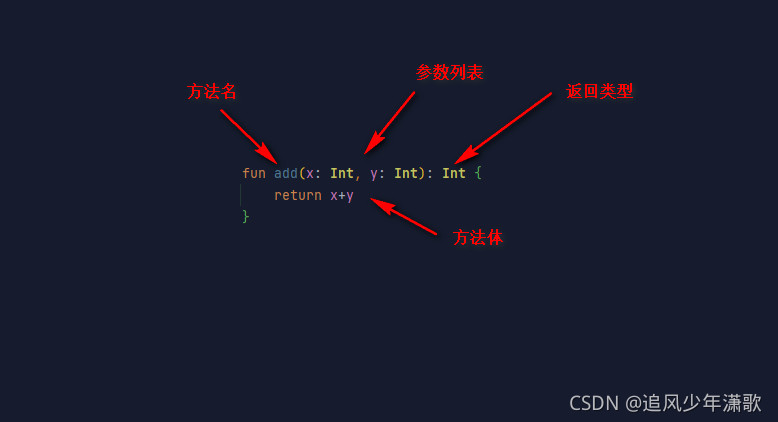 参数列表
方法名
返回类型
fun add(x: Int, y: Int): Int {
return x+y
}
方法体
CSDN @追风少年潇歌